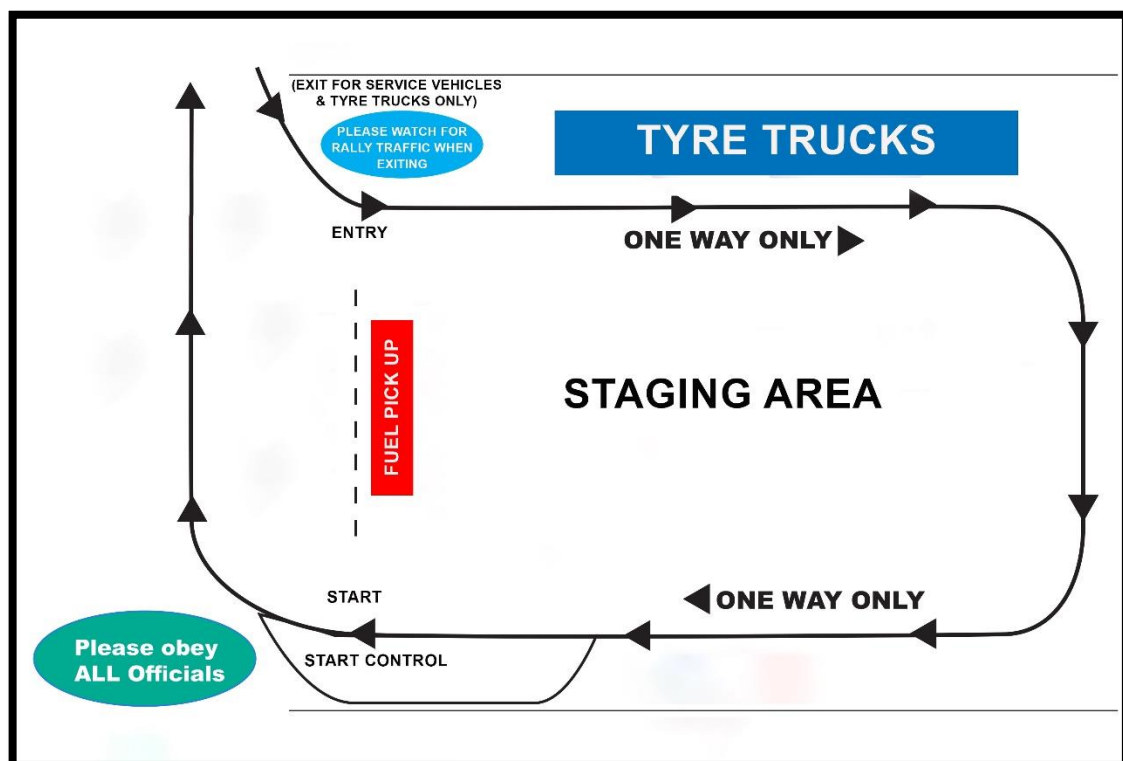 (EXIT FOR SERVICE VEHICLES
& TYRE TRUCKS ONLY)
PLEASE WATCH FOR
RALLY TRAFFIC WHEN
EXITING
TYRE TRUCKS
ENTRY
ONE WAY ONLY
FUEL PICK UP
STAGING AREA
START
ONE WAY ONLY
START CONTROL
Please obey
ALL Officials